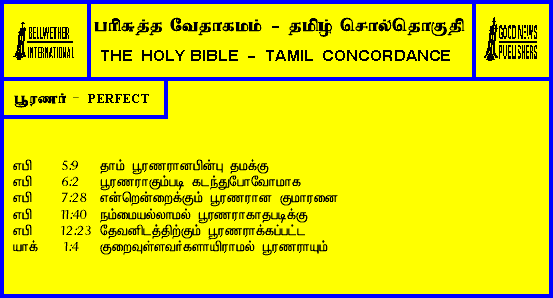 BELLWETHER
INTERNATIONAL
பரிசுத்த வேதாகமம் - தமிழ் சொல்தொகுதி
THE HOLY BIBLE - TAMIL CONCORDANCE
GOOD NEWS
PUBLISHERS
பூரணர் - PERFECT
எபி 5:9 தாம் பூரணரானபின்பு தமக்கு
எபி 6:2 பூரணராகும்படி கடந்துபோவோமாக
எபி 7:28 என்றென்றைக்கும் பூரணரான குமாரனை
எபி 11:40 நம்மையல்லாமல் பூரணராகாதபடிக்கு
எபி 12:23 தேவனிடத்திற்கும் பூரணராக்கப்பட்ட
யாக் 1:4 குறைவுள்ளவர்களாயிராமல் பூரணராயும்